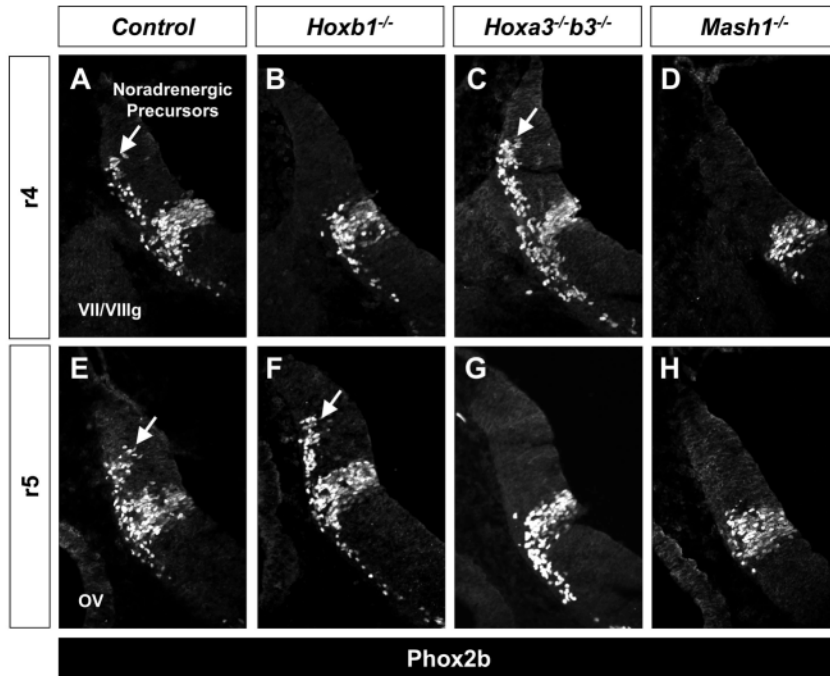 Control
Hoxb1-/-
Hoxa3-/-b3-/-
Mash1-/-
r4
A
Noradrenergic
Precursors
VII/VIIIg
B
C
D
r5
E
OV
F
G
H
Phox2b